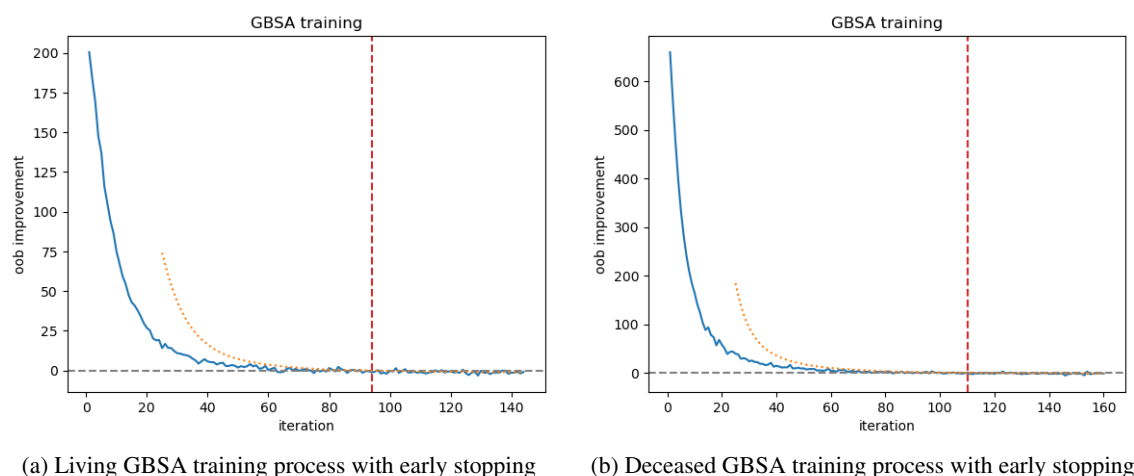 GBSA training
200
175
150
125
100
75
50
25
0
oob improvement
0 20 40 60 80 100 120 140
iteration
(a) Living GBSA training process with early stopping
GBSA training
600
500
400
300
200
100
0
oob improvement
0 20 40 60 80 100 120 140 160
iteration
(b) Deceased GBSA training process with early stopping